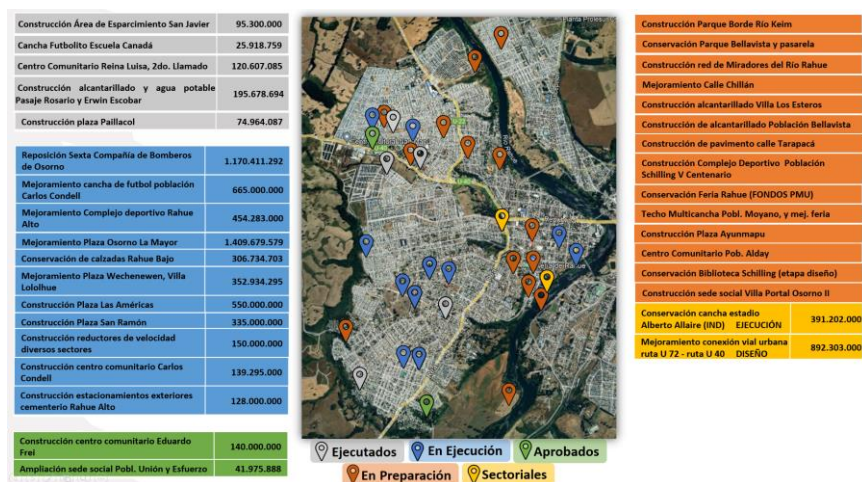 Construcción Área de Esparcimiento San Javier 95.300.000
Cancha Futbolito Escuela Canadá 25.918.759
Centro Comunitario Reina Luisa, 2do. Llamado 120.607.085
Construcción alcantarillado y agua potable
Pasaje Rosario y Erwin Escobar 195.678.694
Construcción plaza Paillacol 74.964.087
Reposición Sexta Compañía de Bomberos
de Osorno 1.170.411.292
Mejoramiento cancha de futbol población
Carlos Condell 665.000.000
Mejoramiento Complejo deportivo Rahue
Alto 454.283.000
Mejoramiento Plaza Osorno La Mayor 1.409.679.579
Conservación de calzadas Rahue Bajo 306.734.703
Mejoramiento Plaza Wechenewen, Villa
Lololhue 352.934.295
Construcción Plaza Las Américas 550.000.000
Construcción Plaza San Ramón 335.000.000
Construcción reductores de velocidad
diversos sectores 150.000.000
Construcción centro comunitario Carlos
Condell 139.295.000
Construcción estacionamientos exteriores
cementerio Rahue Alto 128.000.000
Construcción centro comunitario Eduardo
Frei 140.000.000
Ampliación sede social Pobl. Unión y Esfuerzo 41.975.888
Ejecutados En Ejecución Aprobados
En Preparación Sectoriales
Construcción Parque Borde Río Keim
Conservación Parque Bellavista y pasarela
Construcción red de Miradores del Río Rahue
Mejoramiento Calle Chillán
Construcción alcantarillado Villa Los Esteros
Construcción de alcantarillado Población Bellavista
Construcción de pavimento calle Tarapacá
Construcción Complejo Deportivo Población
Schilling V Centenario
Conservación Feria Rahue (FONDOS PMU)
Techo Multicancha Pobl. Moyano, y mej. feria
Construcción Plaza Ayunmapu
Centro Comunitario Pob. Alday
Conservación Biblioteca Schilling (etapa diseño)
Construcción sede social Villa Portal Osorno II
Conservación cancha estadio
Alberto Allaire (IND) EJECUCIÓN 391.202.000
Mejoramiento conexión vial urbana
ruta U 72 - ruta U 40 DISEÑO 892.303.000